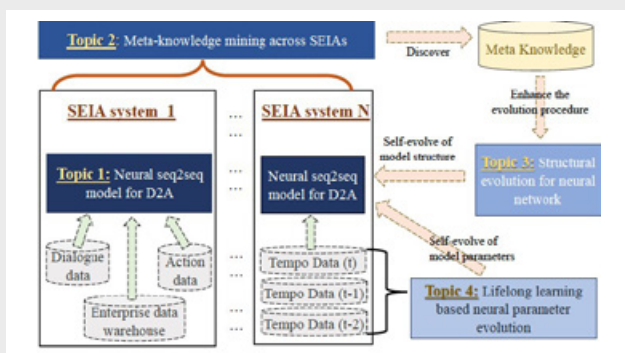 Topic 2: Meta-knowledge mining across SEIAs
Discover
Meta Knowledge
Enhance the
evolution procedure
SEIA system 1
...
SEIA system N
Topic 1: Neural seq2seq
model for D2A
...
Neural seq2seq
model for D2A
Self-evolve of
model structure
Topic 3: Structural
evolution for neural
network
Dialogue
data
Action
data
Enterprise data
warehouse
...
Tempo Data (t)
Tempo Data (t-1)
Tempo Data (t-2)
Self-evolve of
model parameters
Topic 4: Lifelong learning
based neural parameter
evolution